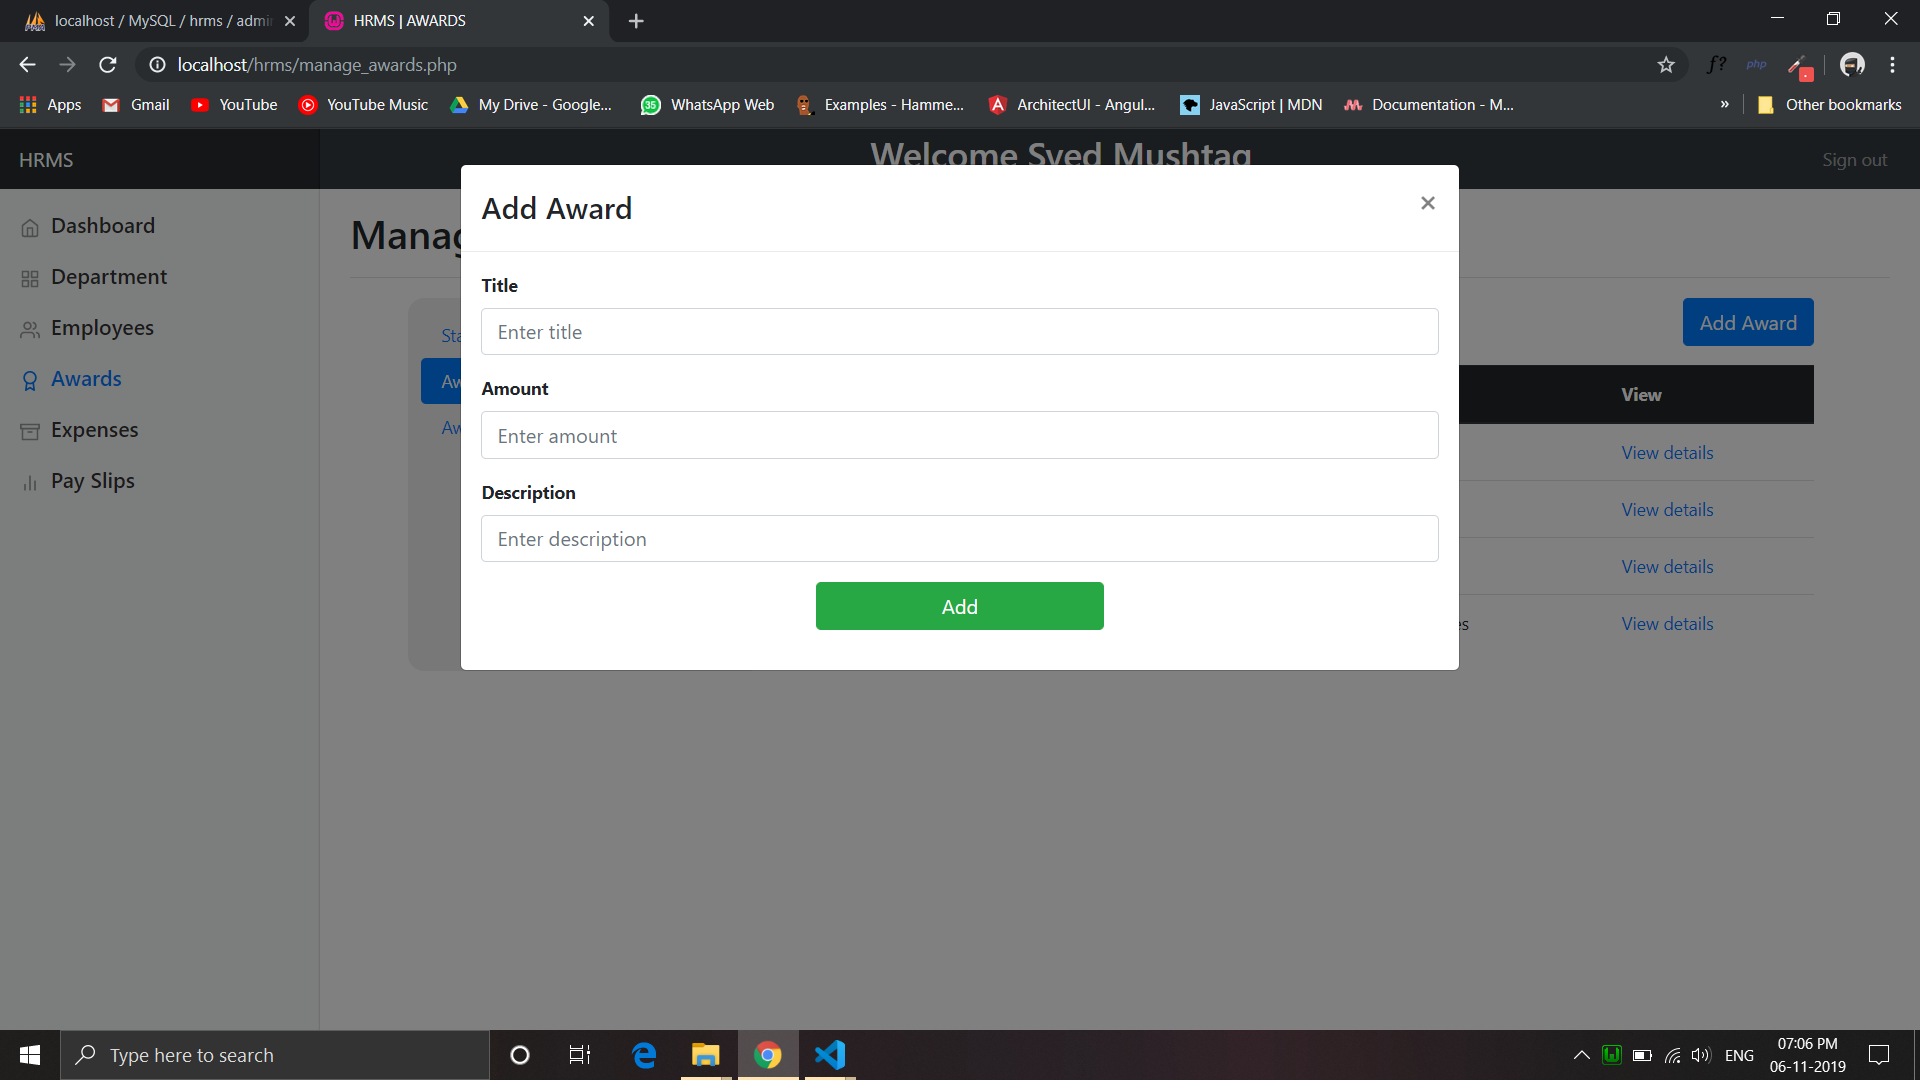 localhost / MySQL / hrms / admi
HRMS | AWARDS
localhost/hrms/manage_awards.php
ƒ?
php
Apps
Gmail
YouTube
YouTube Music
My Drive - Google...
35
WhatsApp Web
Examples - Hamme...
ArchitectUI - Angul...
JavaScript | MDN
Documentation - M...
»
Other bookmarks
HRMS
Welcome Syed Mushtaq
Sign out
Dashboard
Department
Employees
Awards
Expenses
Pay Slips
Add Award
Title
Enter title
Amount
Enter amount
Description
Enter description
Add
Add Award
View
View details
View details
View details
View details
Type here to search
ENG
07:06 PM
06-11-2019